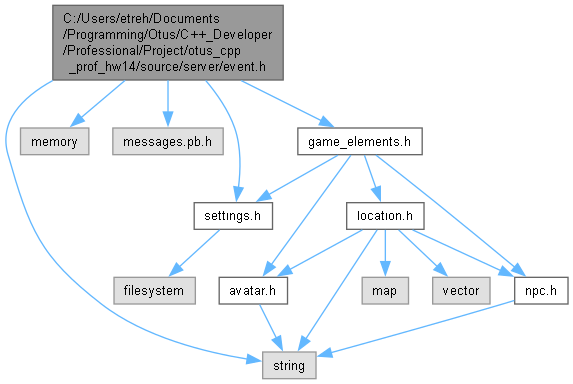 C:/Users/etreh/Documents
/Programming/Otus/C++_Developer
/Professional/Project/otus_cpp
_prof_hw14/source/server/event.h
memory
messages.pb.h
game_elements.h
settings.h
location.h
filesystem
avatar.h
map
vector
npc.h
string